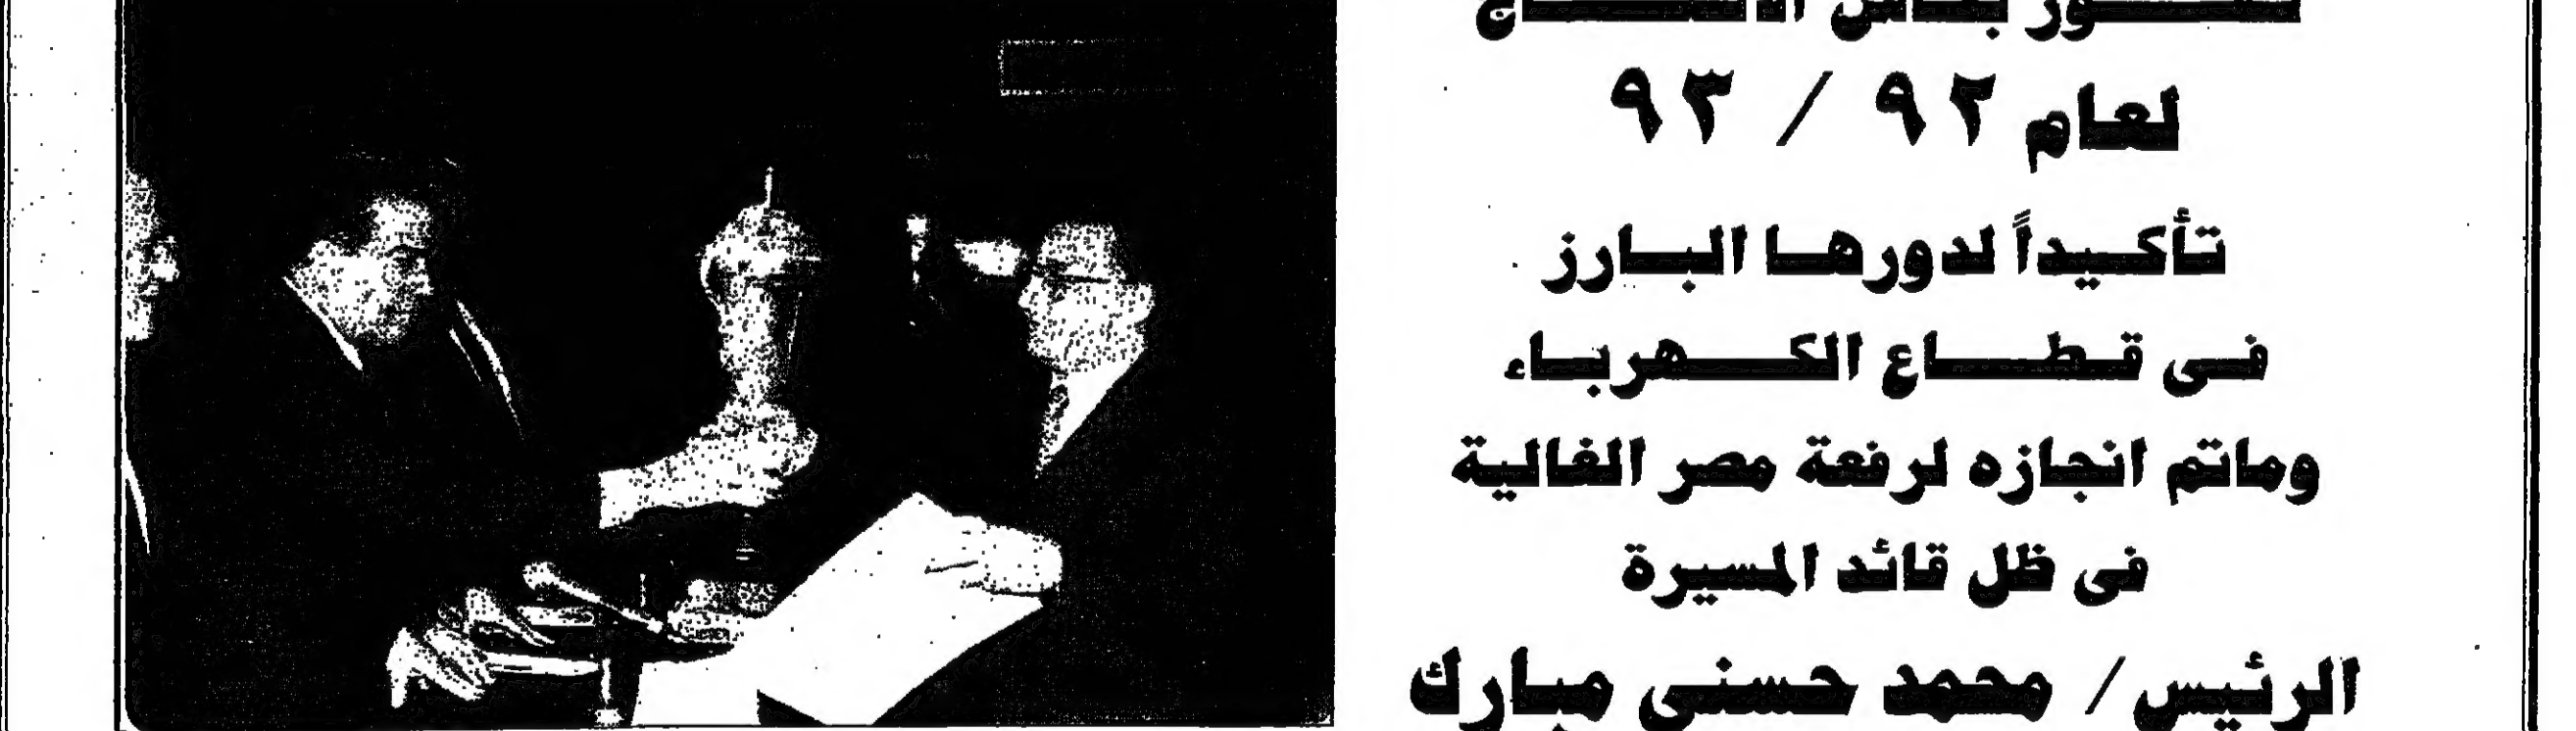 بكأس
لعام ٩٢ / ٩٣
تأكيداً لدورها البارز
فى قطاع الكهرباء
وماتم انجازه لرفعة مصر الغالية
فى ظل قائد المسيرة
الرئيس / محمد حسنى مبارك